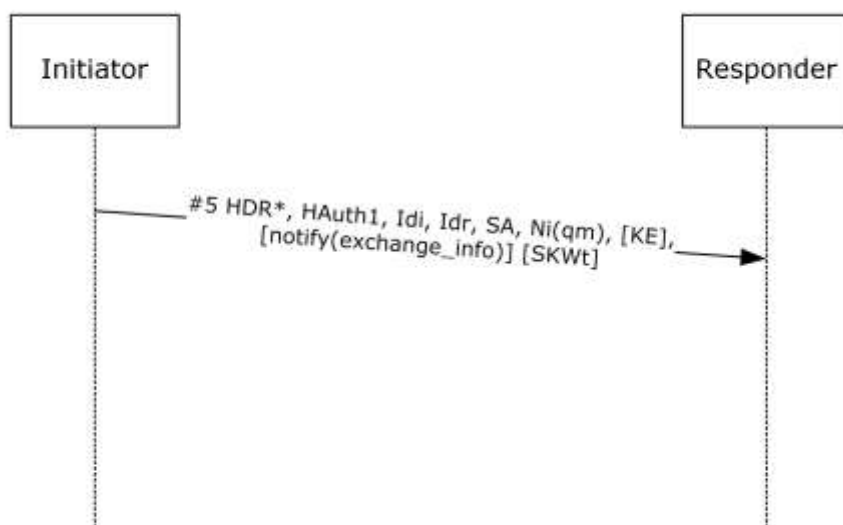 Initiator
Responder
#5 HDR*, HAuth1, Idi, Idr, SA, Ni(qm), [KE],
[notify(exchange_info)] [SKWt]